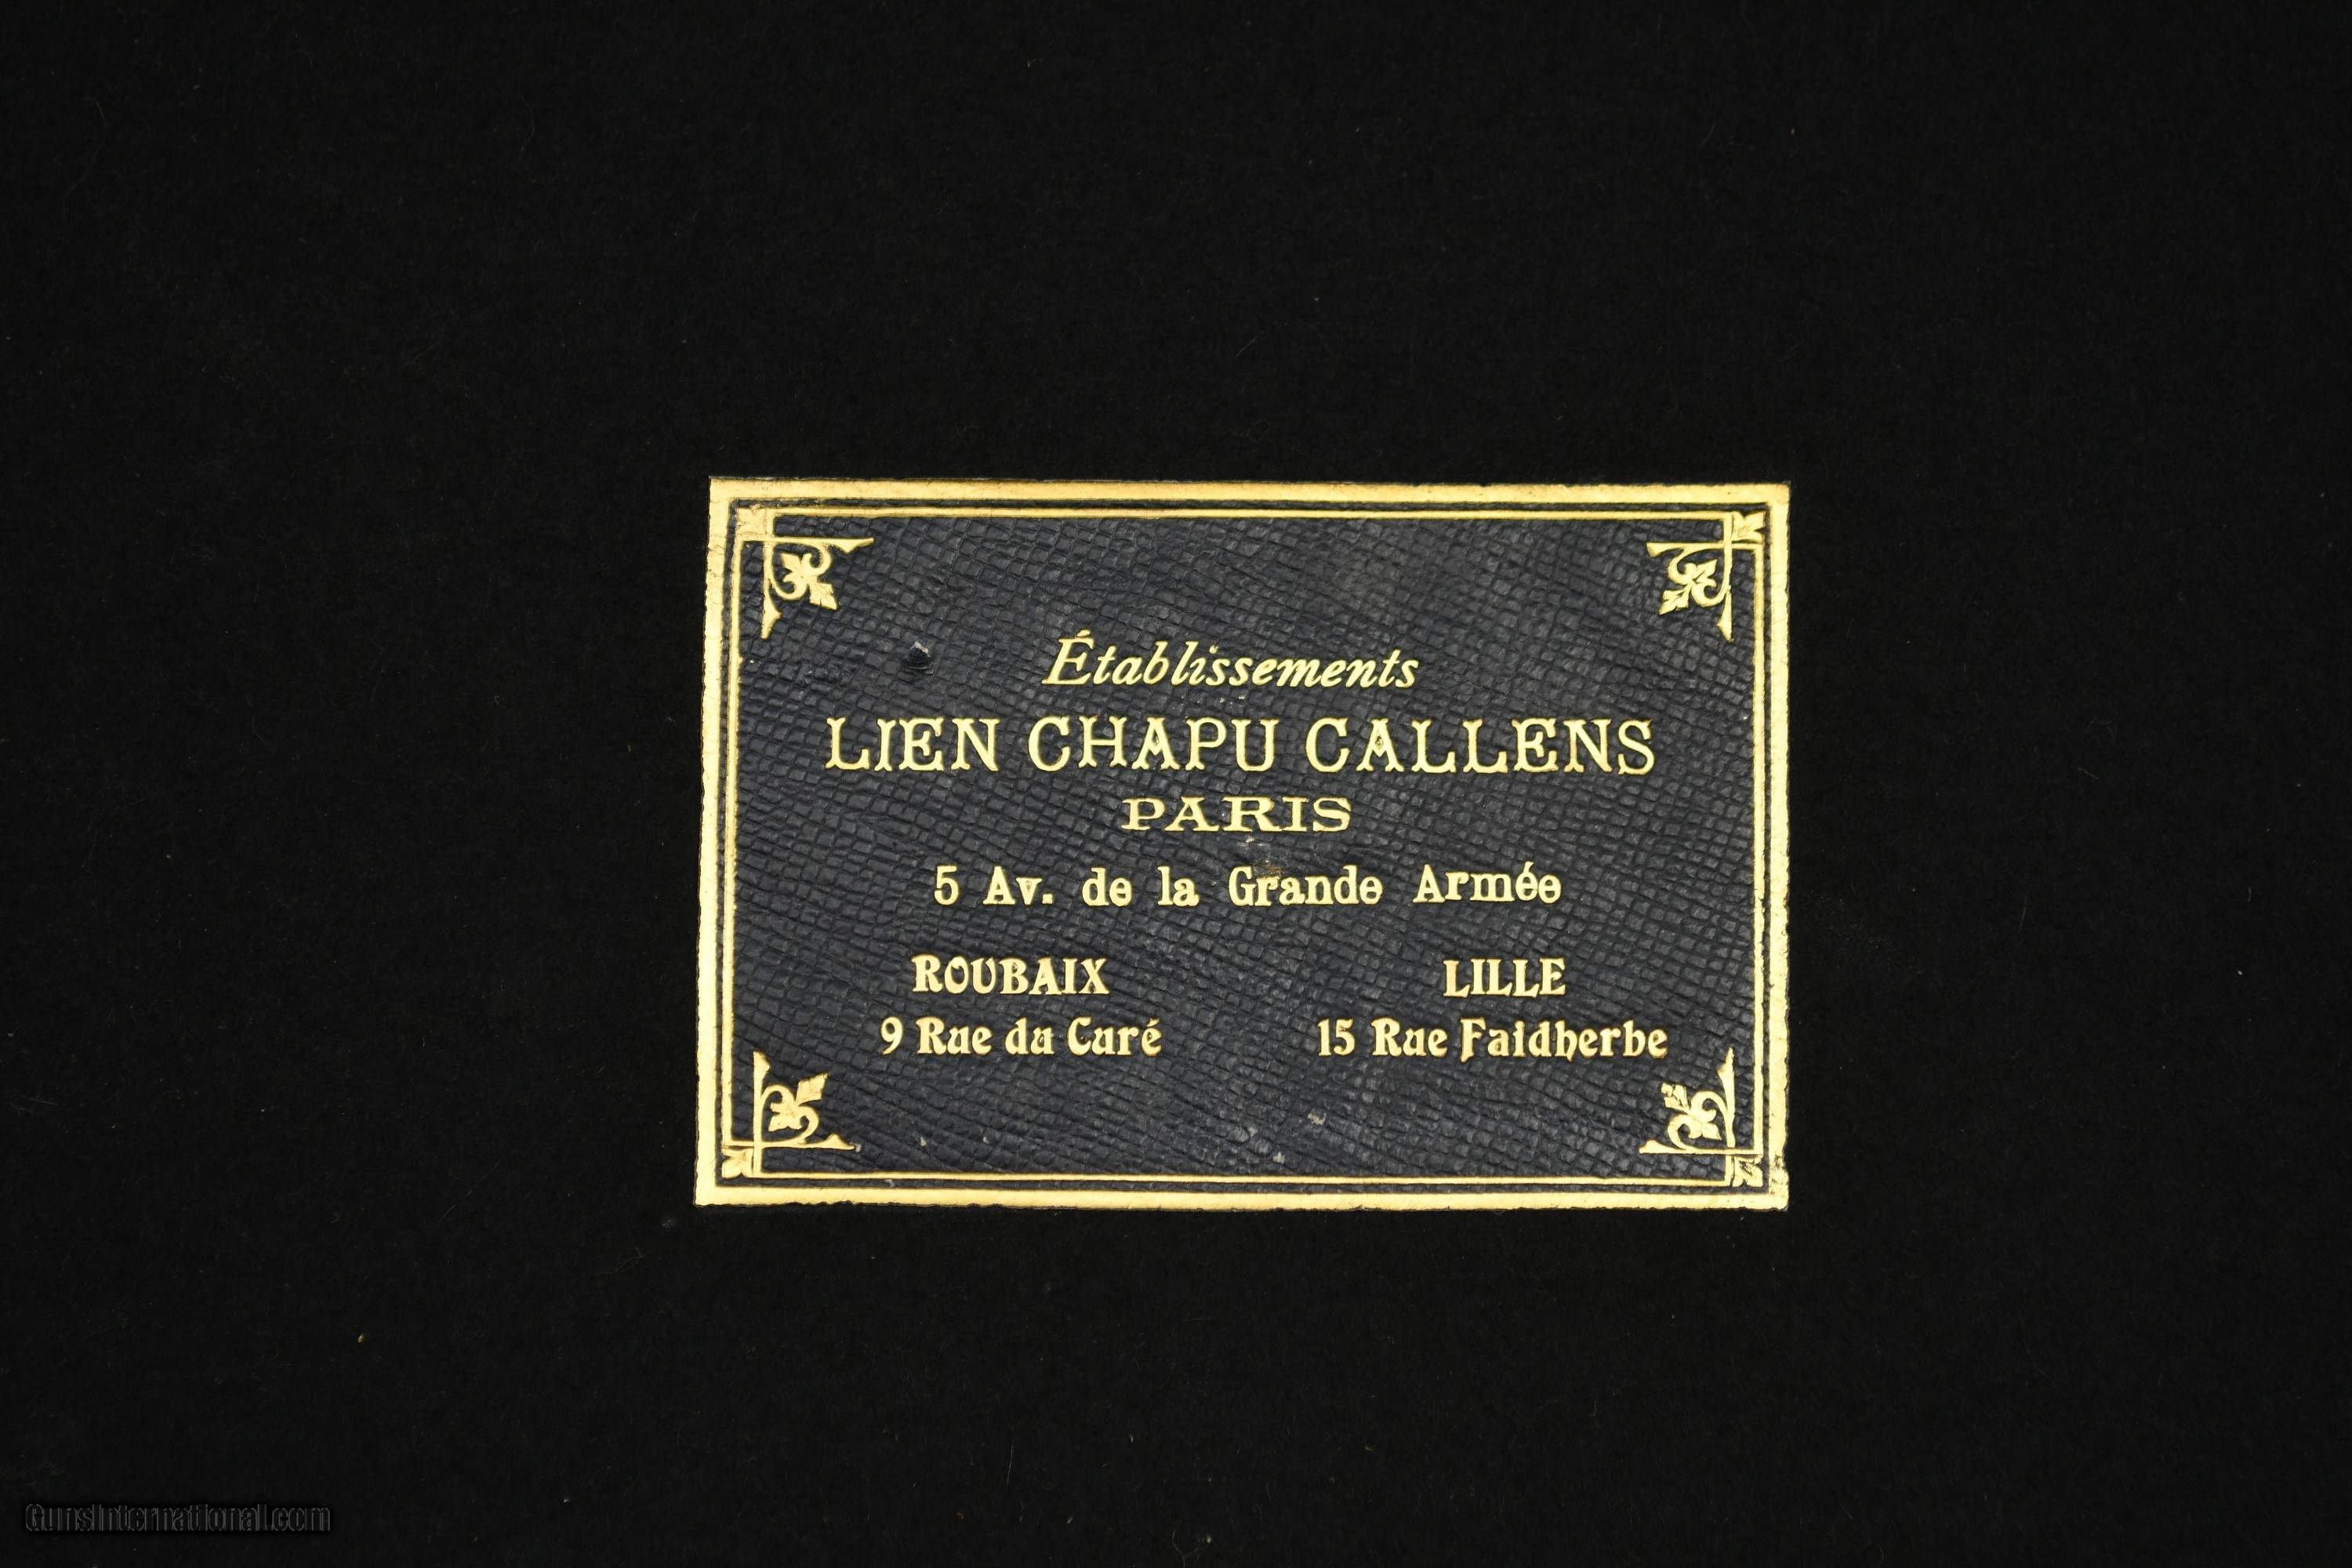 Établissements
LIEN CHAPU CALLENS
PARIS
5 Av. de la Grande Armée
ROUBAIX LILLE
9 Rue du Curé 15 Rue Faidherbe
GunsInternational.com